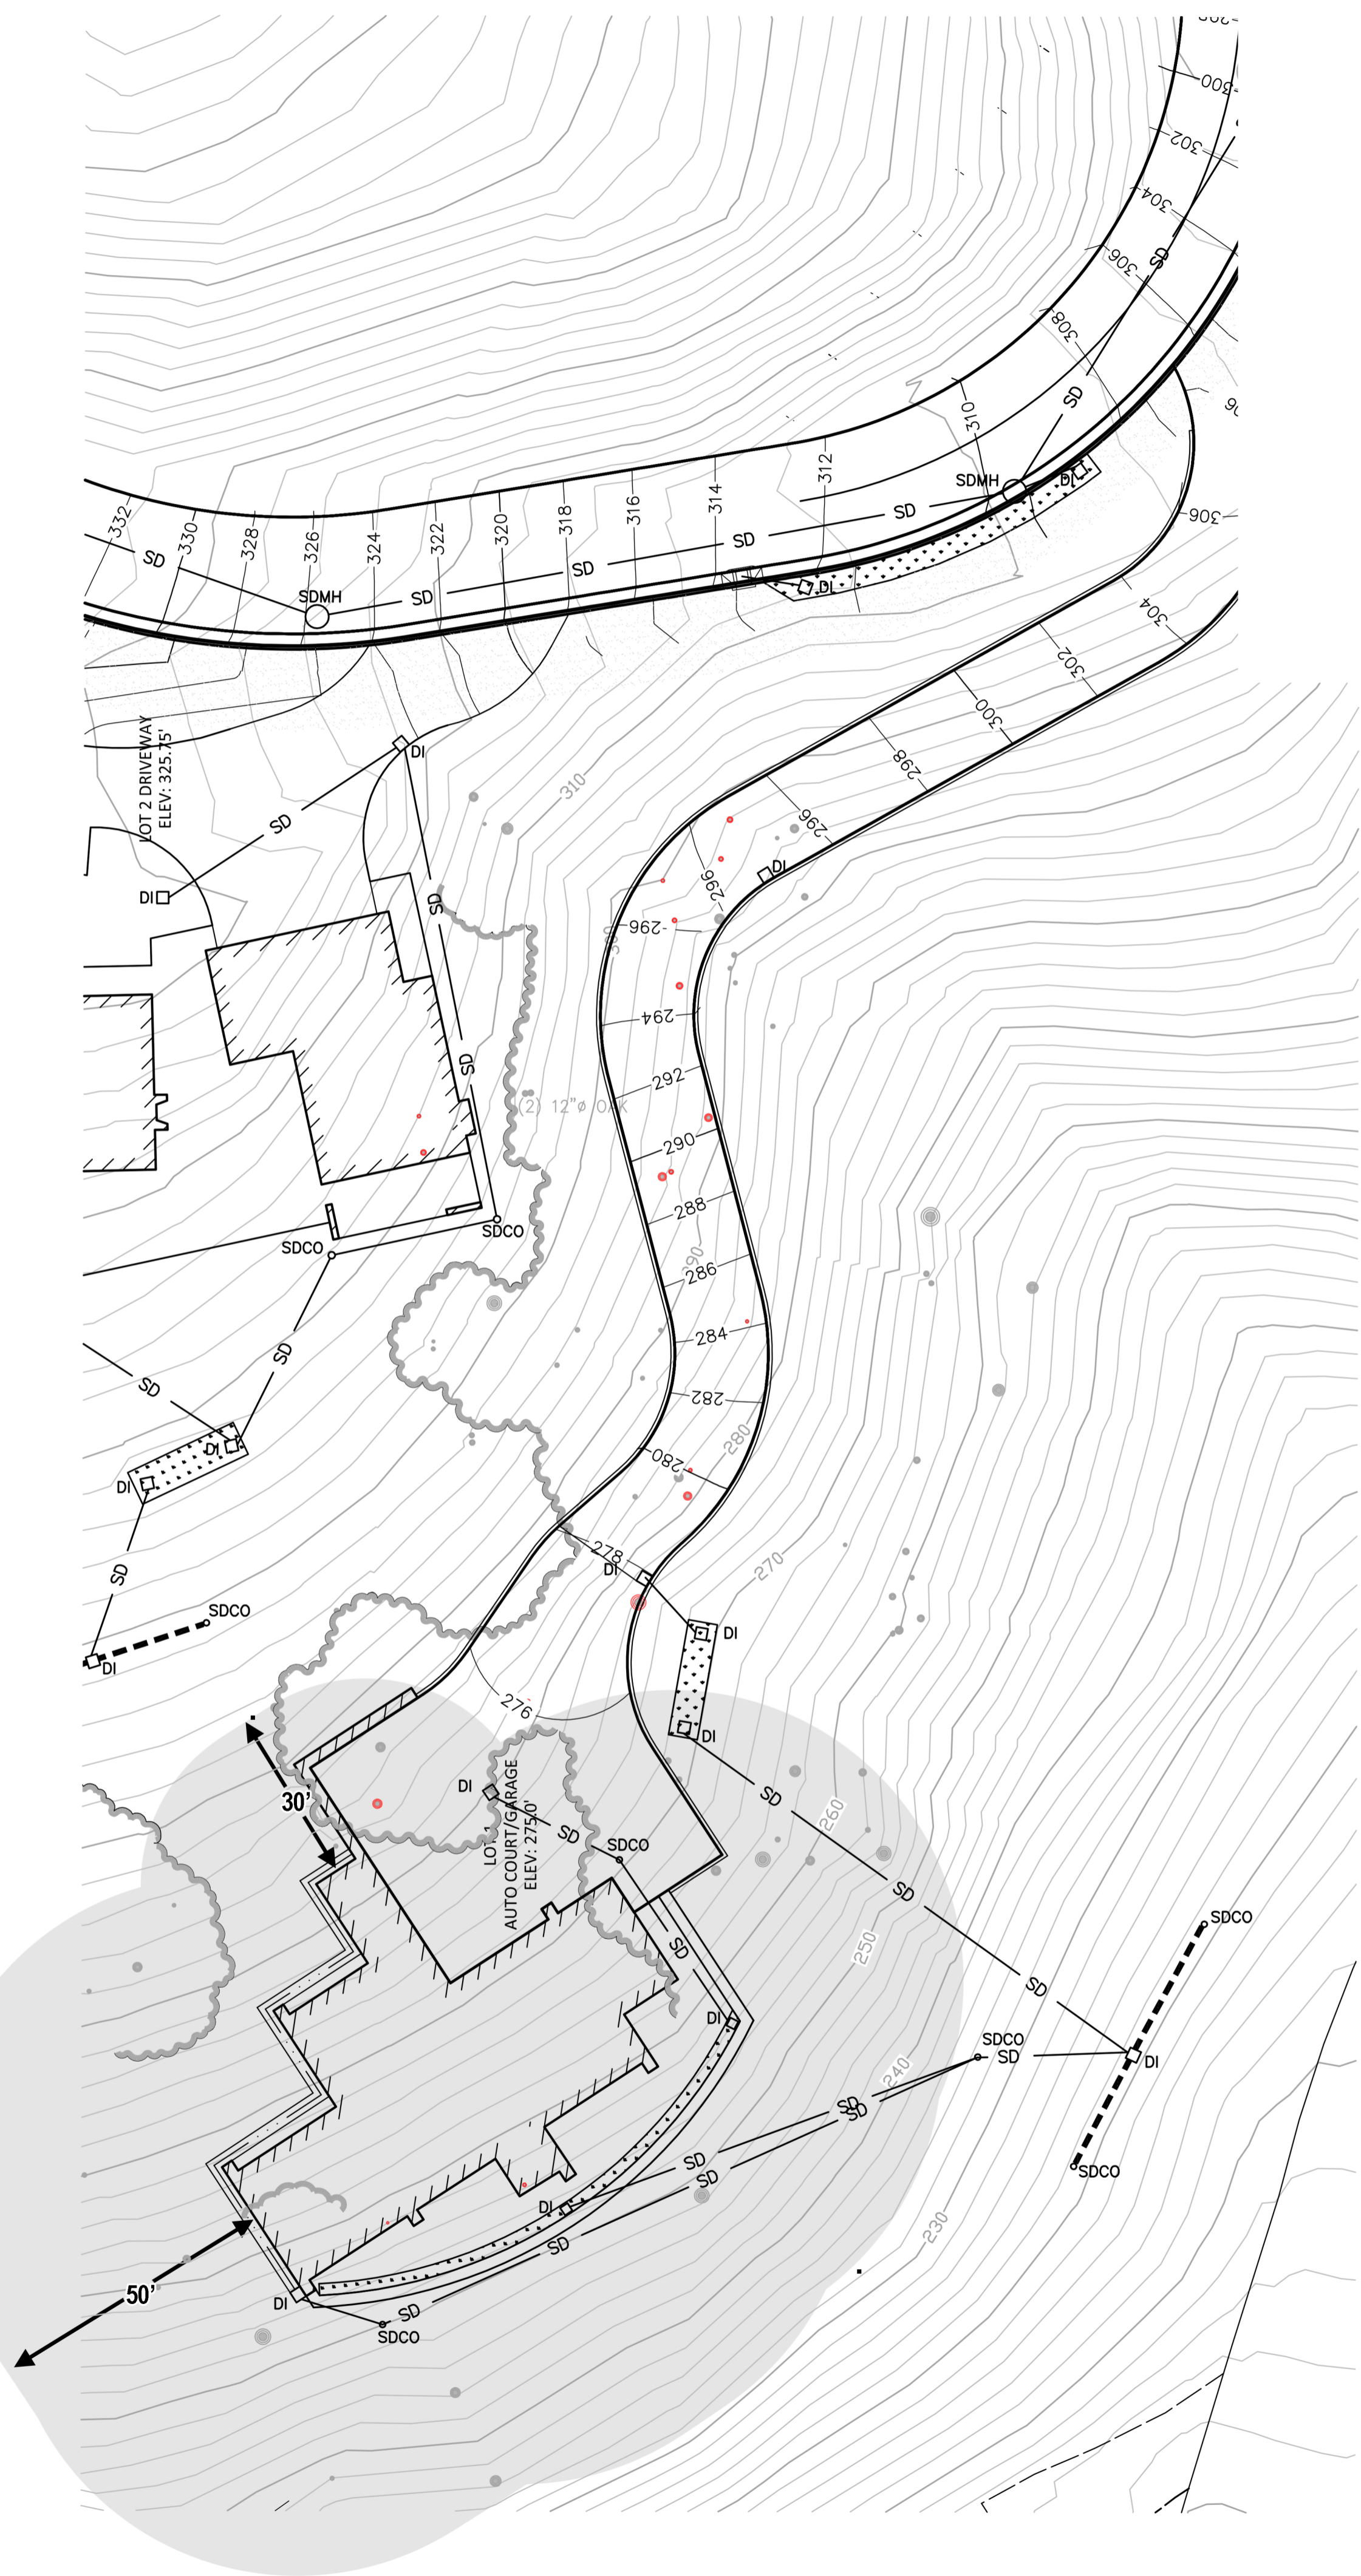 300
302
304
306
SD
308
310
SD
312
SDMH
DI
314
SD
316
318
306
320
322
324
326
328
330
332
SD
SD
SD
SD
DI
SDMH
304
302
300
LOT 2 DRIVEWAY
ELEV: 325.75'
DI
298
310
SD
296
DI
296
DI
SD
296
300
294
SD
292
(2) 12"ø OAK
290
288
SDCO
SDCO
290
286
284
SD
SD
282
280
280
DI
DI
278
DI
270
SD
SDCO
DI
DI
276
DI
DI
SD
30'
260
LOT 1
AUTO COURT/GARAGE
ELEV: 275.0'
SD
SDCO
SD
SDCO
250
SD
SD
DI
SDCO
SD
DI
240
SD
SD
SD
SDCO
SD
DI
230
SD
50'
DI
SD
SDCO